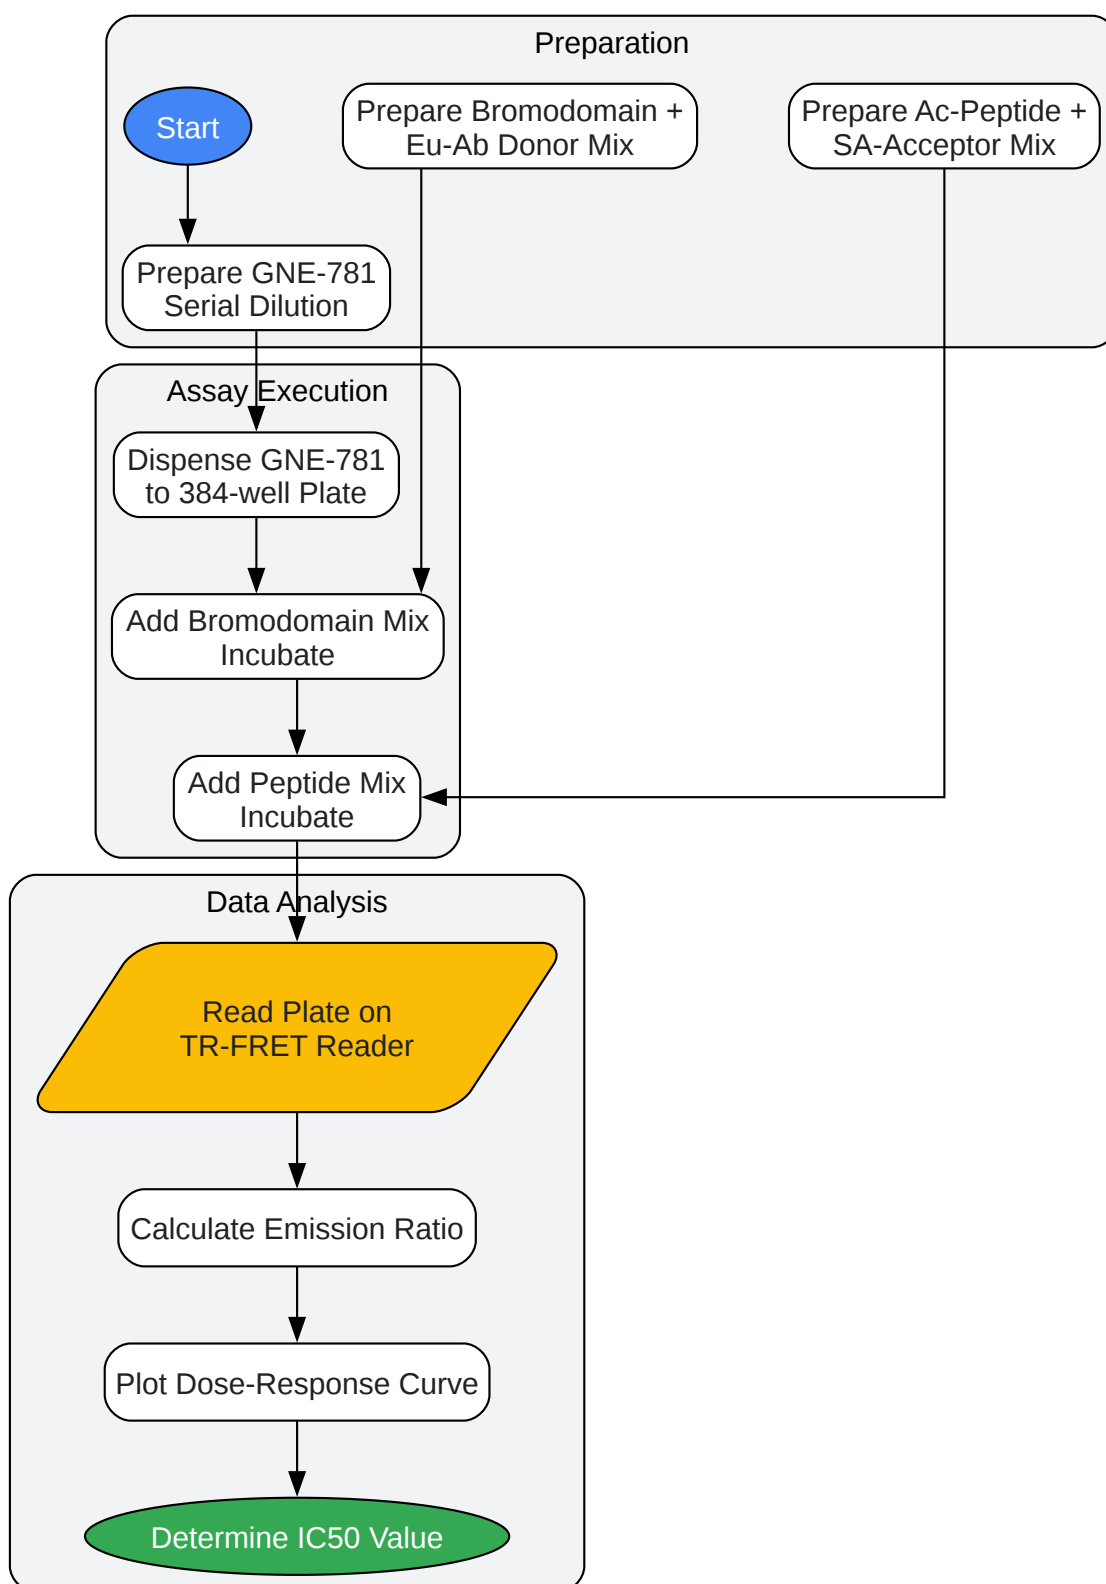 Preparation
Start
Prepare Bromodomain +
Eu-Ab Donor Mix
Prepare Ac-Peptide +
SA-Acceptor Mix
Prepare GNE-781
Serial Dilution
Assay Execution
Dispense GNE-781
to 384-well Plate
Add Bromodomain Mix
Incubate
Add Peptide Mix
Incubate
Data Analysis
Read Plate on
TR-FRET Reader
Calculate Emission Ratio
Plot Dose-Response Curve
Determine IC50 Value